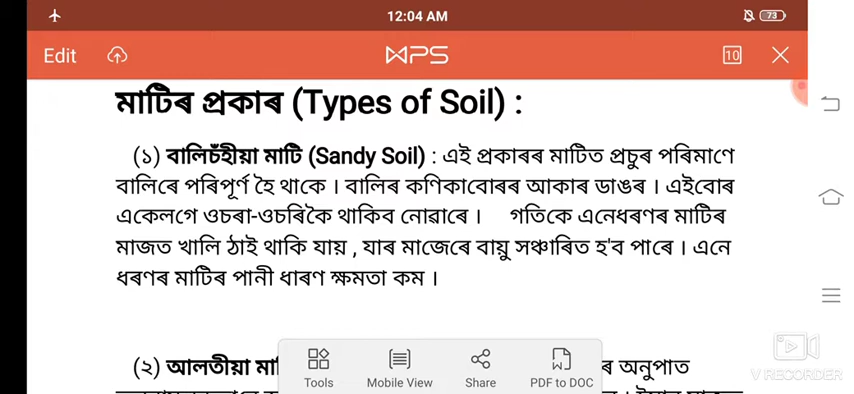 12:04 AM
73
Edit
WPS
10
মাটিৰ প্ৰকাৰ (Types of Soil) :
(১) বালিচঁহীয়া মাটি (Sandy Soil) : এই প্ৰকাৰৰ মাটিত প্ৰচুৰ পৰিমাণে
বালিৰে পৰিপূৰ্ণ হৈ থাকে । বালিৰ কণিকাবোৰৰ আকাৰ ডাঙৰ । এইবোৰ
একেলগে ওচৰা-ওচৰিকৈ থাকিব নোৱাৰে । গতিকে এনেধৰণৰ মাটিৰ
মাজত খালি ঠাই থাকি যায় , যাৰ মাজেৰে বায়ু সঞ্চাৰিত হ'ব পাৰে । এনে
ধৰণৰ মাটিৰ পানী ধাৰণ ক্ষমতা কম ।
(২) আলতীয়া ৰ অনুপাত
Tools
Mobile View
Share
PDF to DOC
V RECORDER